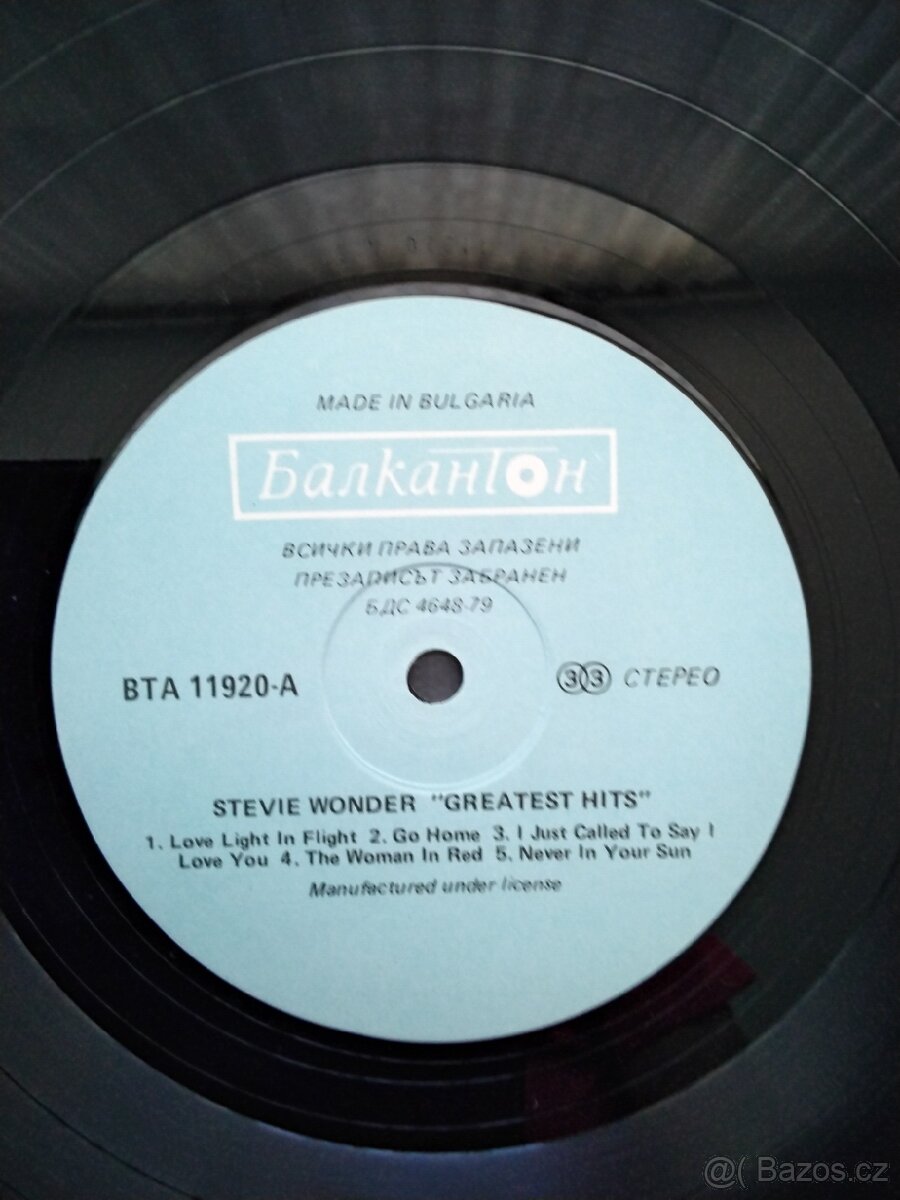 MADE IN BULGARIA
Балкантон
ВСИЧКИ ПРАВА ЗАПАЗЕНИ
ПРЕЗАПИСЪТ ЗАБРАНЕН
БДС 4648-79
ВТА 11920-А
33 СТЕРЕО
STEVIE WONDER "GREATEST HITS"
1. Love Light In Flight 2. Go Home 3. I Just Called To Say I
Love You 4. The Woman In Red 5. Never In Your Sun
Manufactured under license
@( Bazos.cz